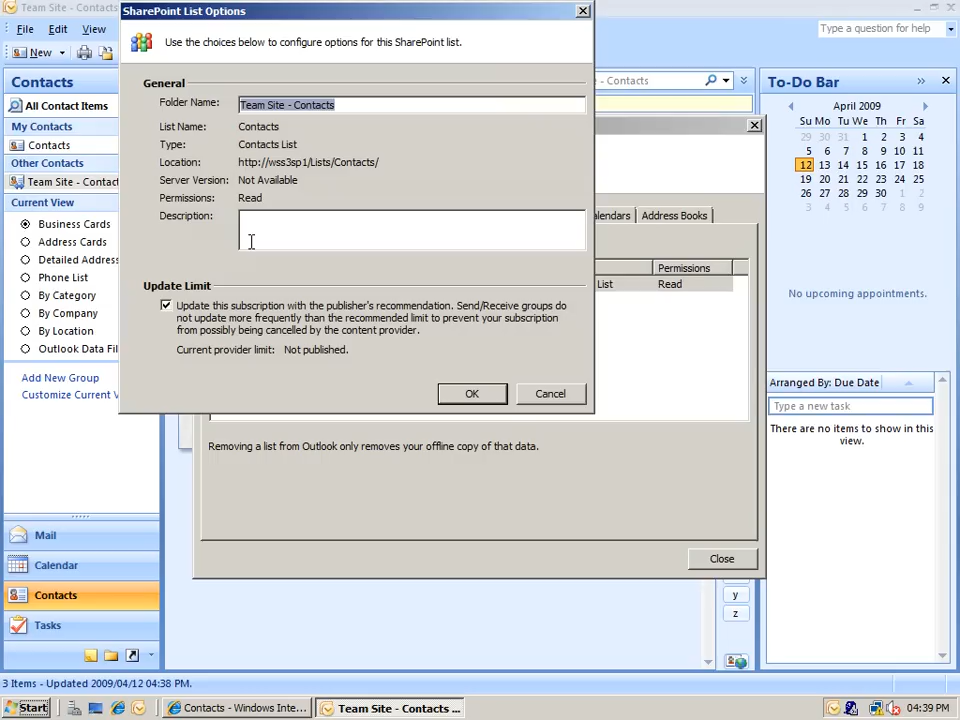 Team Site - Contacts
SharePoint List Options
File Edit View
Type a question for help
New
Use the choices below to configure options for this SharePoint list.
Contacts
- Contacts
To-Do Bar
All Contact Items
My Contacts
Contacts
Other Contacts
Team Site - Contact
Current View
Business Cards
Address Cards
Detailed Address
Phone List
By Category
By Company
By Location
Outlook Data Fil
Add New Group
Customize Current V
General
Folder Name: Team Site - Contacts
List Name: Contacts
Type: Contacts List
Location: http://wss3sp1/Lists/Contacts/
Server Version: Not Available
Permissions: Read
Description:
Update Limit
Update this subscription with the publisher's recommendation. Send/Receive groups do
not update more frequently than the recommended limit to prevent your subscription
from possibly being cancelled by the content provider.
Current provider limit: Not published.
OK Cancel
alendars Address Books
Permissions
List Read
Removing a list from Outlook only removes your offline copy of that data.
Close
y
z
April 2009
Su Mo Tu We Th Fr Sa
29 30 31 1 2 3 4
5 6 7 8 9 10 11
12 13 14 15 16 17 18
19 20 21 22 23 24 25
26 27 28 29 30 1 2
3 4 5 6 7 8 9
No upcoming appointments.
Arranged By: Due Date
Type a new task
There are no items to show in this
view.
Mail
Calendar
Contacts
Tasks
3 Items - Updated 2009/04/12 04:38 PM.
Start
Contacts - Windows Inte...
Team Site - Contacts ...
04:39 PM